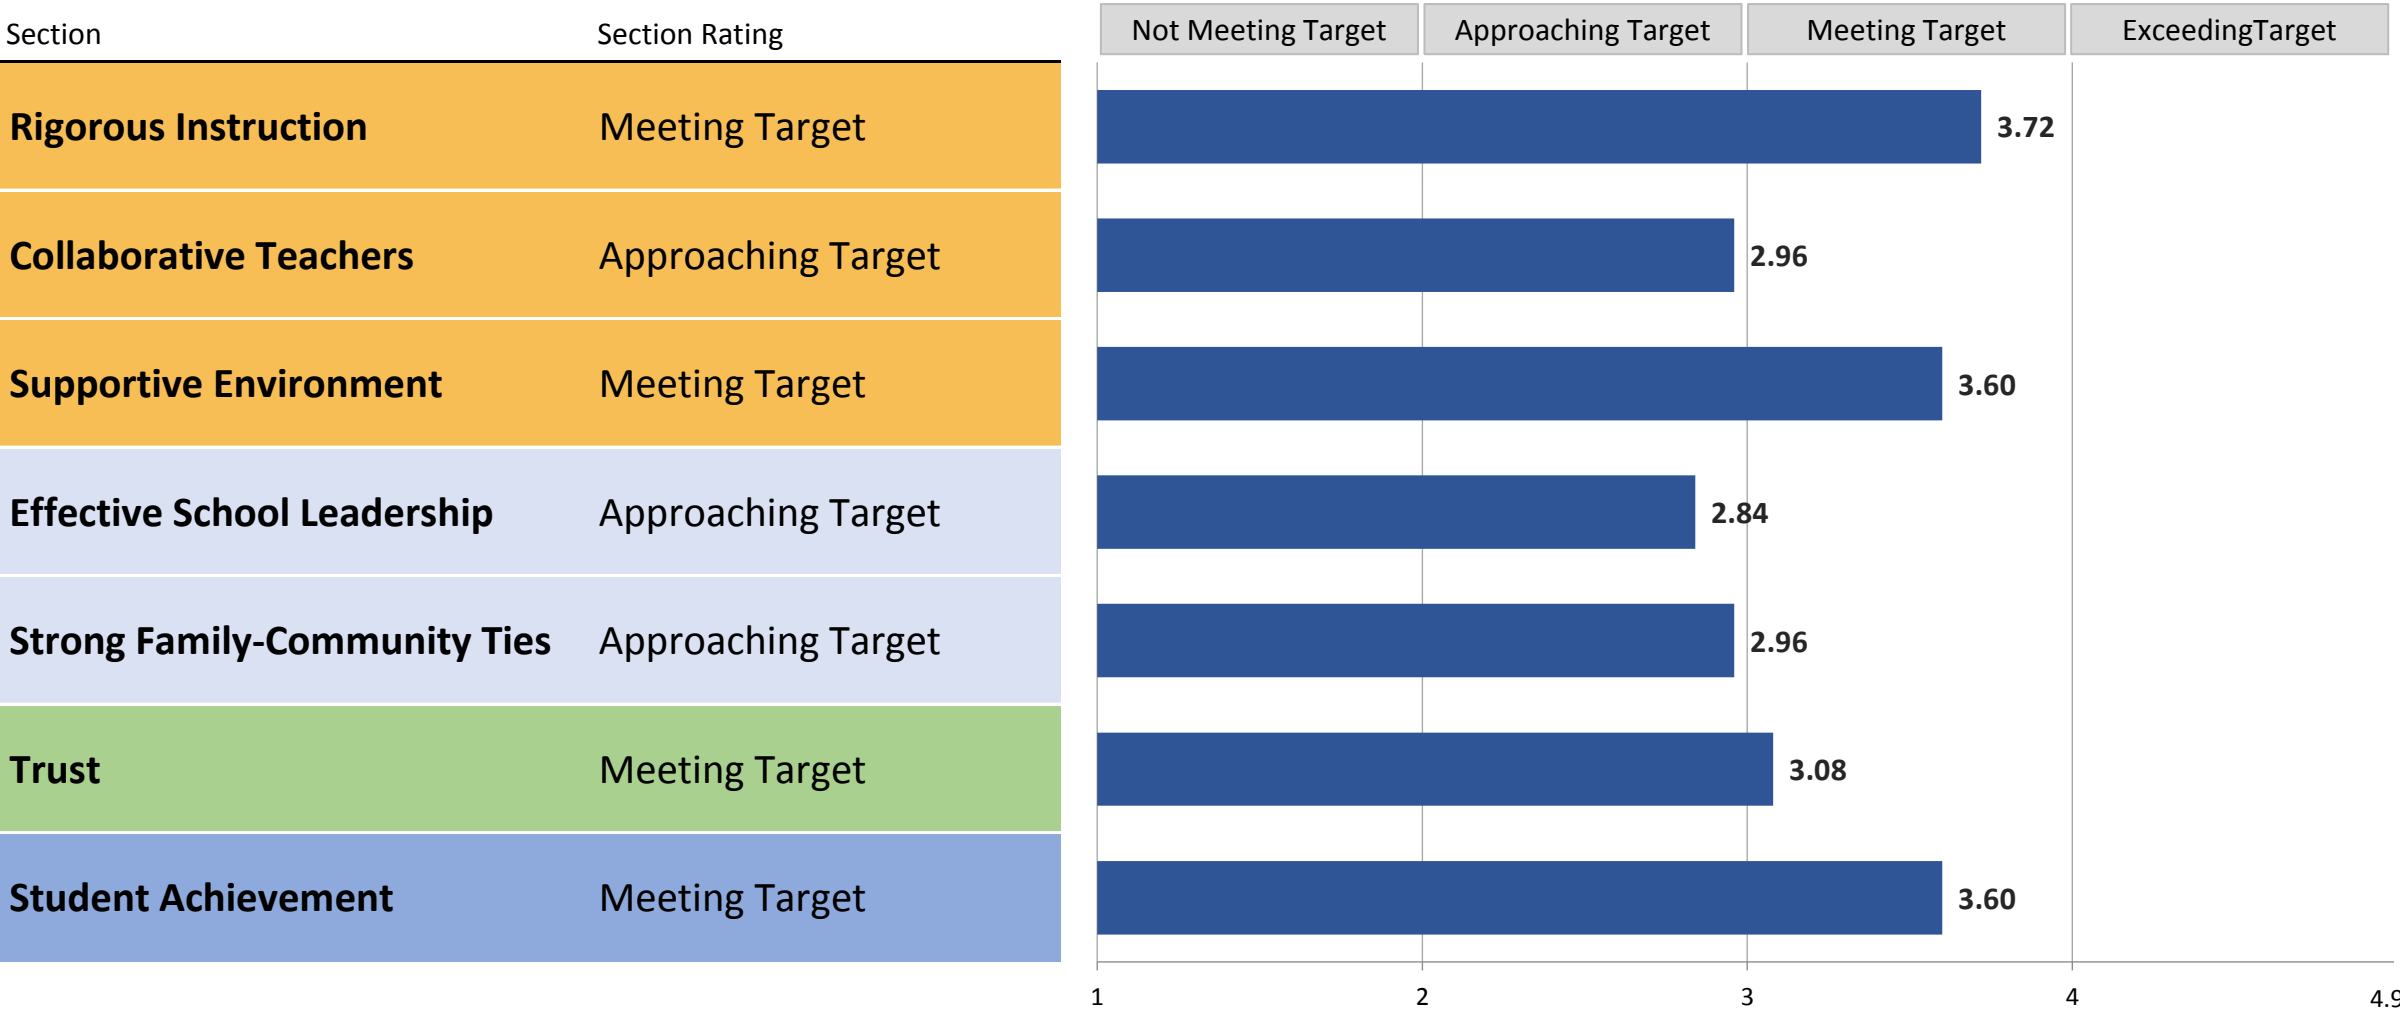 Section Section Rating Not Meeting Target Approaching Target Meeting Target ExceedingTarget
Rigorous Instruction Meeting Target 3.72
Collaborative Teachers Approaching Target 2.96
Supportive Environment Meeting Target 3.60
Effective School Leadership Approaching Target 2.84
Strong Family-Community Ties Approaching Target 2.96
Trust Meeting Target 3.08
Student Achievement Meeting Target 3.60
1 2 3 4